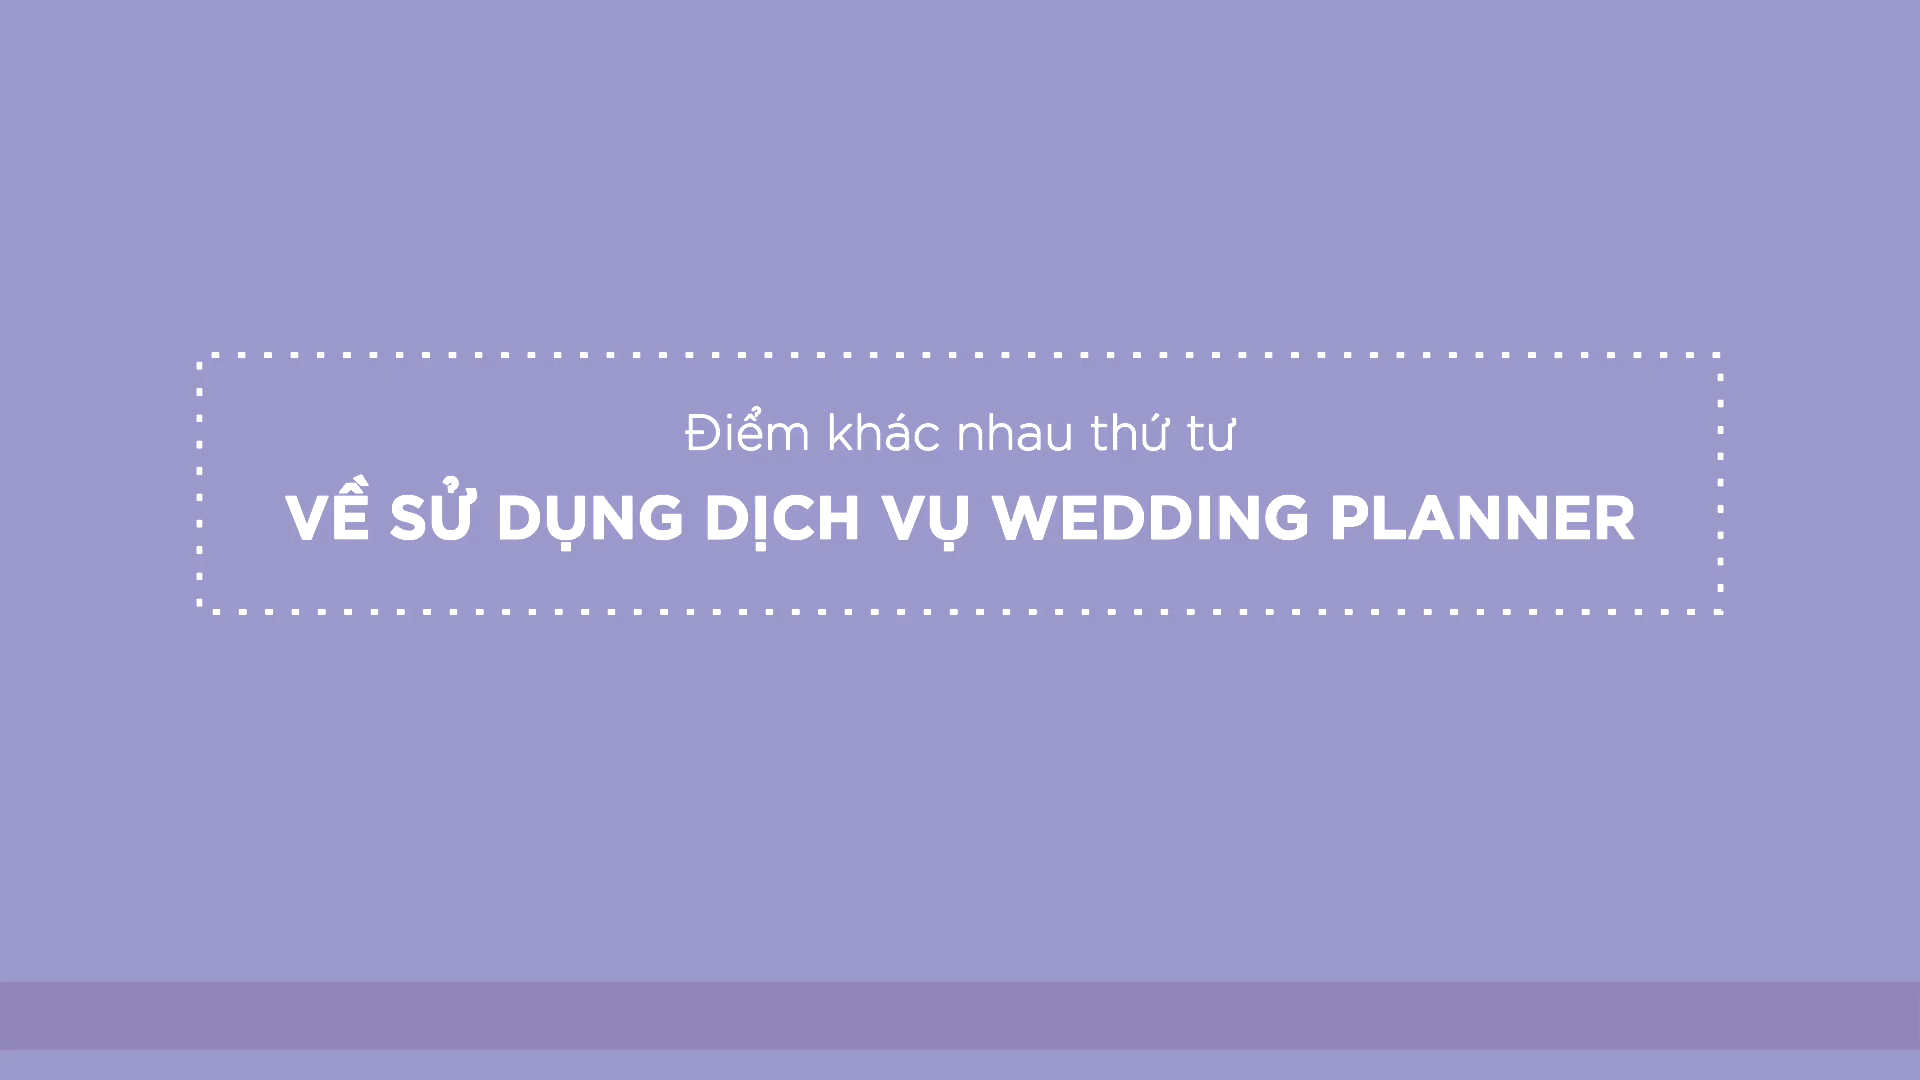 Điểm khác nhau thứ tư
VỀ SỬ DỤNG DỊCH VỤ WEDDING PLANNER